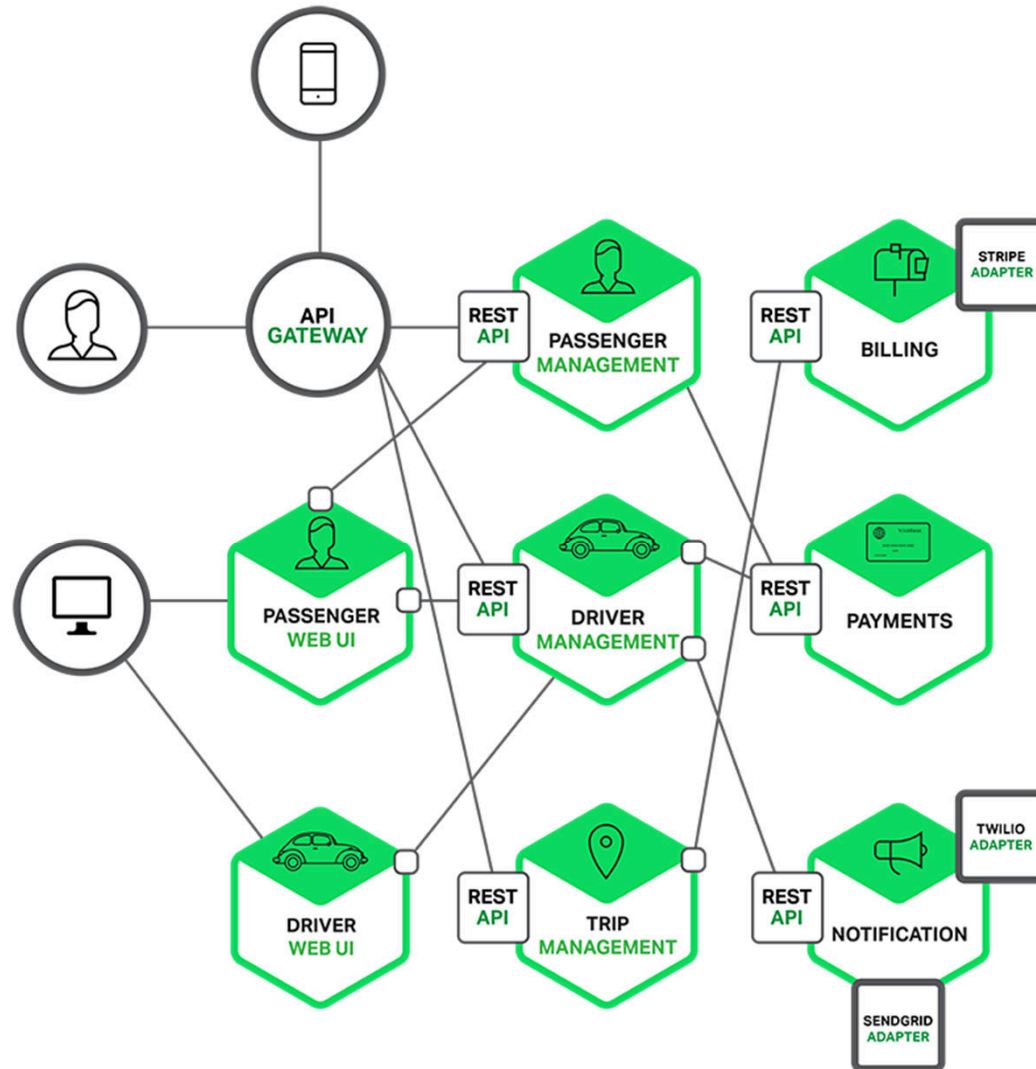 API
GATEWAY
REST
API
PASSENGER
MANAGEMENT
REST
API
BILLING
STRIPE
ADAPTER
PASSENGER
WEB UI
REST
API
DRIVER
MANAGEMENT
REST
API
PAYMENTS
DRIVER
WEB UI
REST
API
TRIP
MANAGEMENT
REST
API
NOTIFICATION
TWILIO
ADAPTER
SENDGRID
ADAPTER